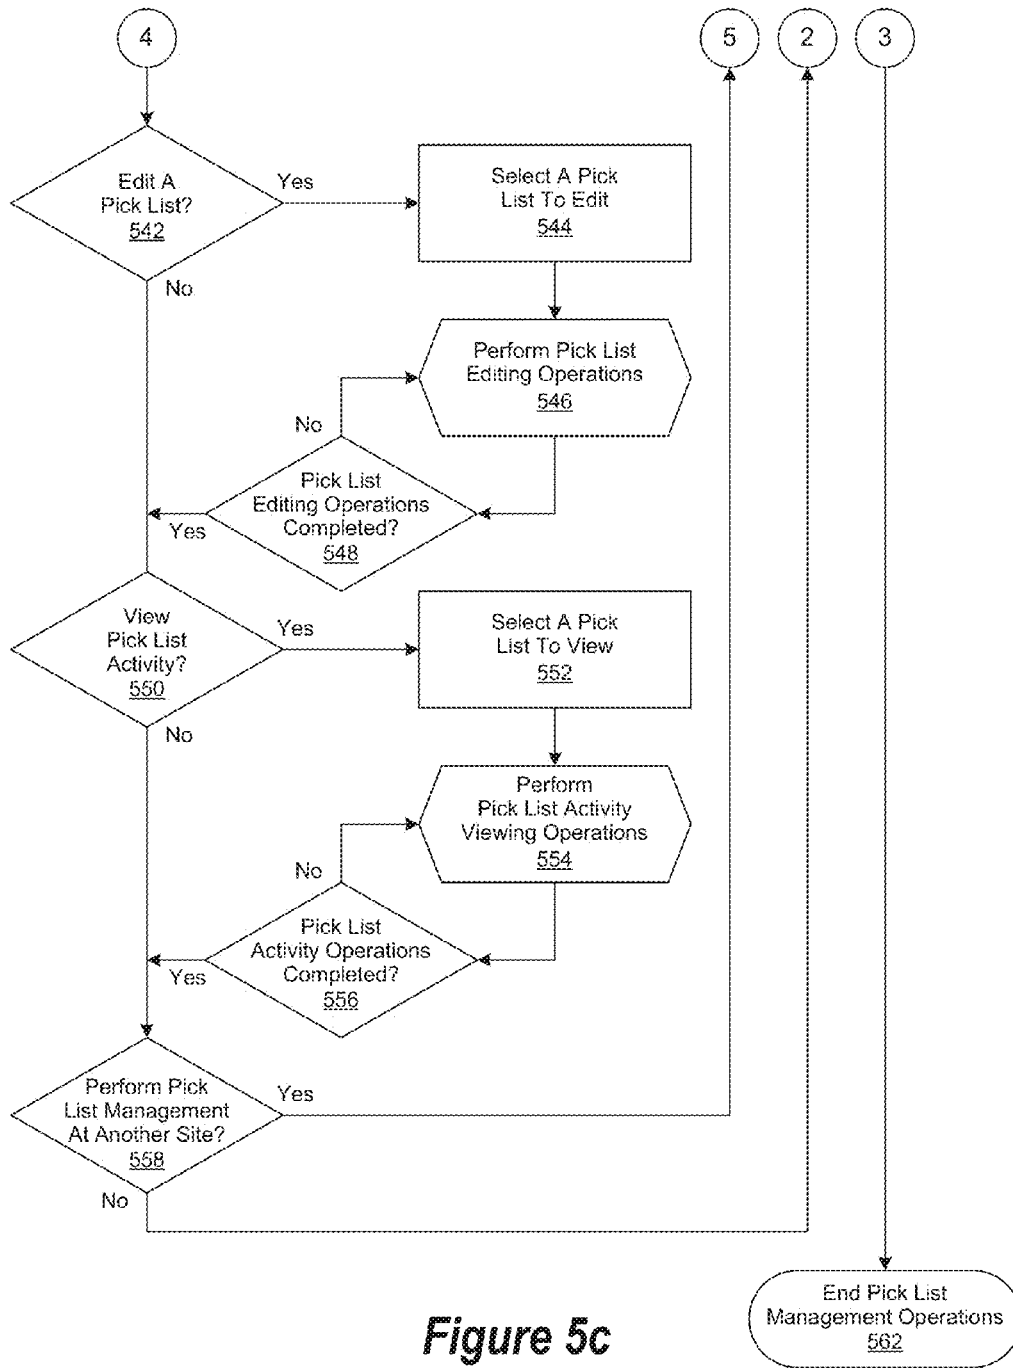 4
5
2
3
Edit A
Pick List?
542
Yes
No
Select A Pick
List To Edit
544
Perform Pick List
Editing Operations
546
No
Pick List
Editing Operations
Completed?
548
Yes
View
Pick List
Activity?
550
Yes
No
Select A Pick
List To View
552
Perform
Pick List Activity
Viewing Operations
554
No
Pick List
Activity Operations
Completed?
556
Yes
Perform Pick
List Management
At Another Site?
558
Yes
No
End Pick List
Management Operations
562
Figure 5c